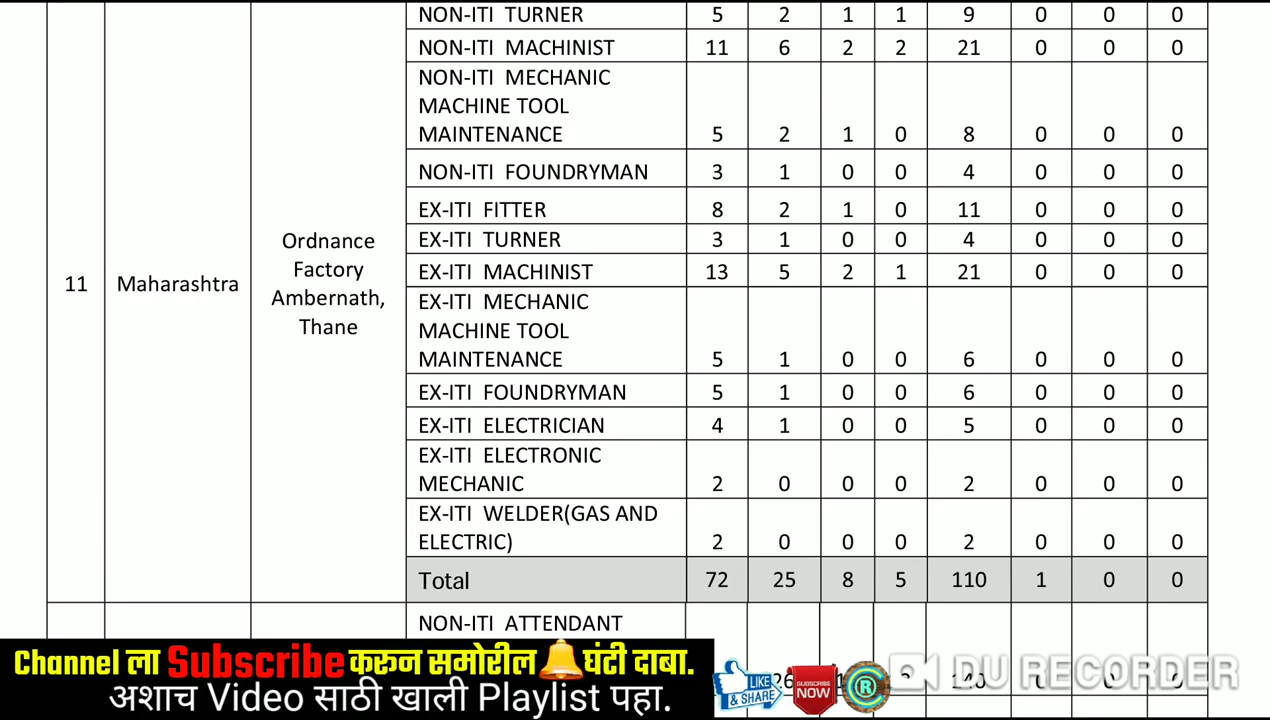 NON-ITI TURNER 5 2 1 1 9 0 0 0
NON-ITI MACHINIST 11 6 2 2 21 0 0 0
NON-ITI MECHANIC
MACHINE TOOL
MAINTENANCE 5 2 1 0 8 0 0 0
NON-ITI FOUNDRYMAN 3 1 0 0 4 0 0 0
EX-ITI FITTER 8 2 1 0 11 0 0 0
EX-ITI TURNER 3 1 0 0 4 0 0 0
11 Maharashtra Ordnance
Factory
Ambernath,
Thane
EX-ITI MACHINIST 13 5 2 1 21 0 0 0
EX-ITI MECHANIC
MACHINE TOOL
MAINTENANCE 5 1 0 0 6 0 0 0
EX-ITI FOUNDRYMAN 5 1 0 0 6 0 0 0
EX-ITI ELECTRICIAN 4 1 0 0 5 0 0 0
EX-ITI ELECTRONIC
MECHANIC 2 0 0 0 2 0 0 0
EX-ITI WELDER(GAS AND
ELECTRIC) 2 0 0 0 2 0 0 0
Total 72 25 8 5 110 1 0 0
NON-ITI ATTENDANT
140 0 0 0
Channel ला Subscribe करून समोरील घंटी दाबा.
अशाच Video साठी खाली Playlist पहा.
LIKE
& SHARE
SUBSCRIBE
NOW
R
DU RECORDER